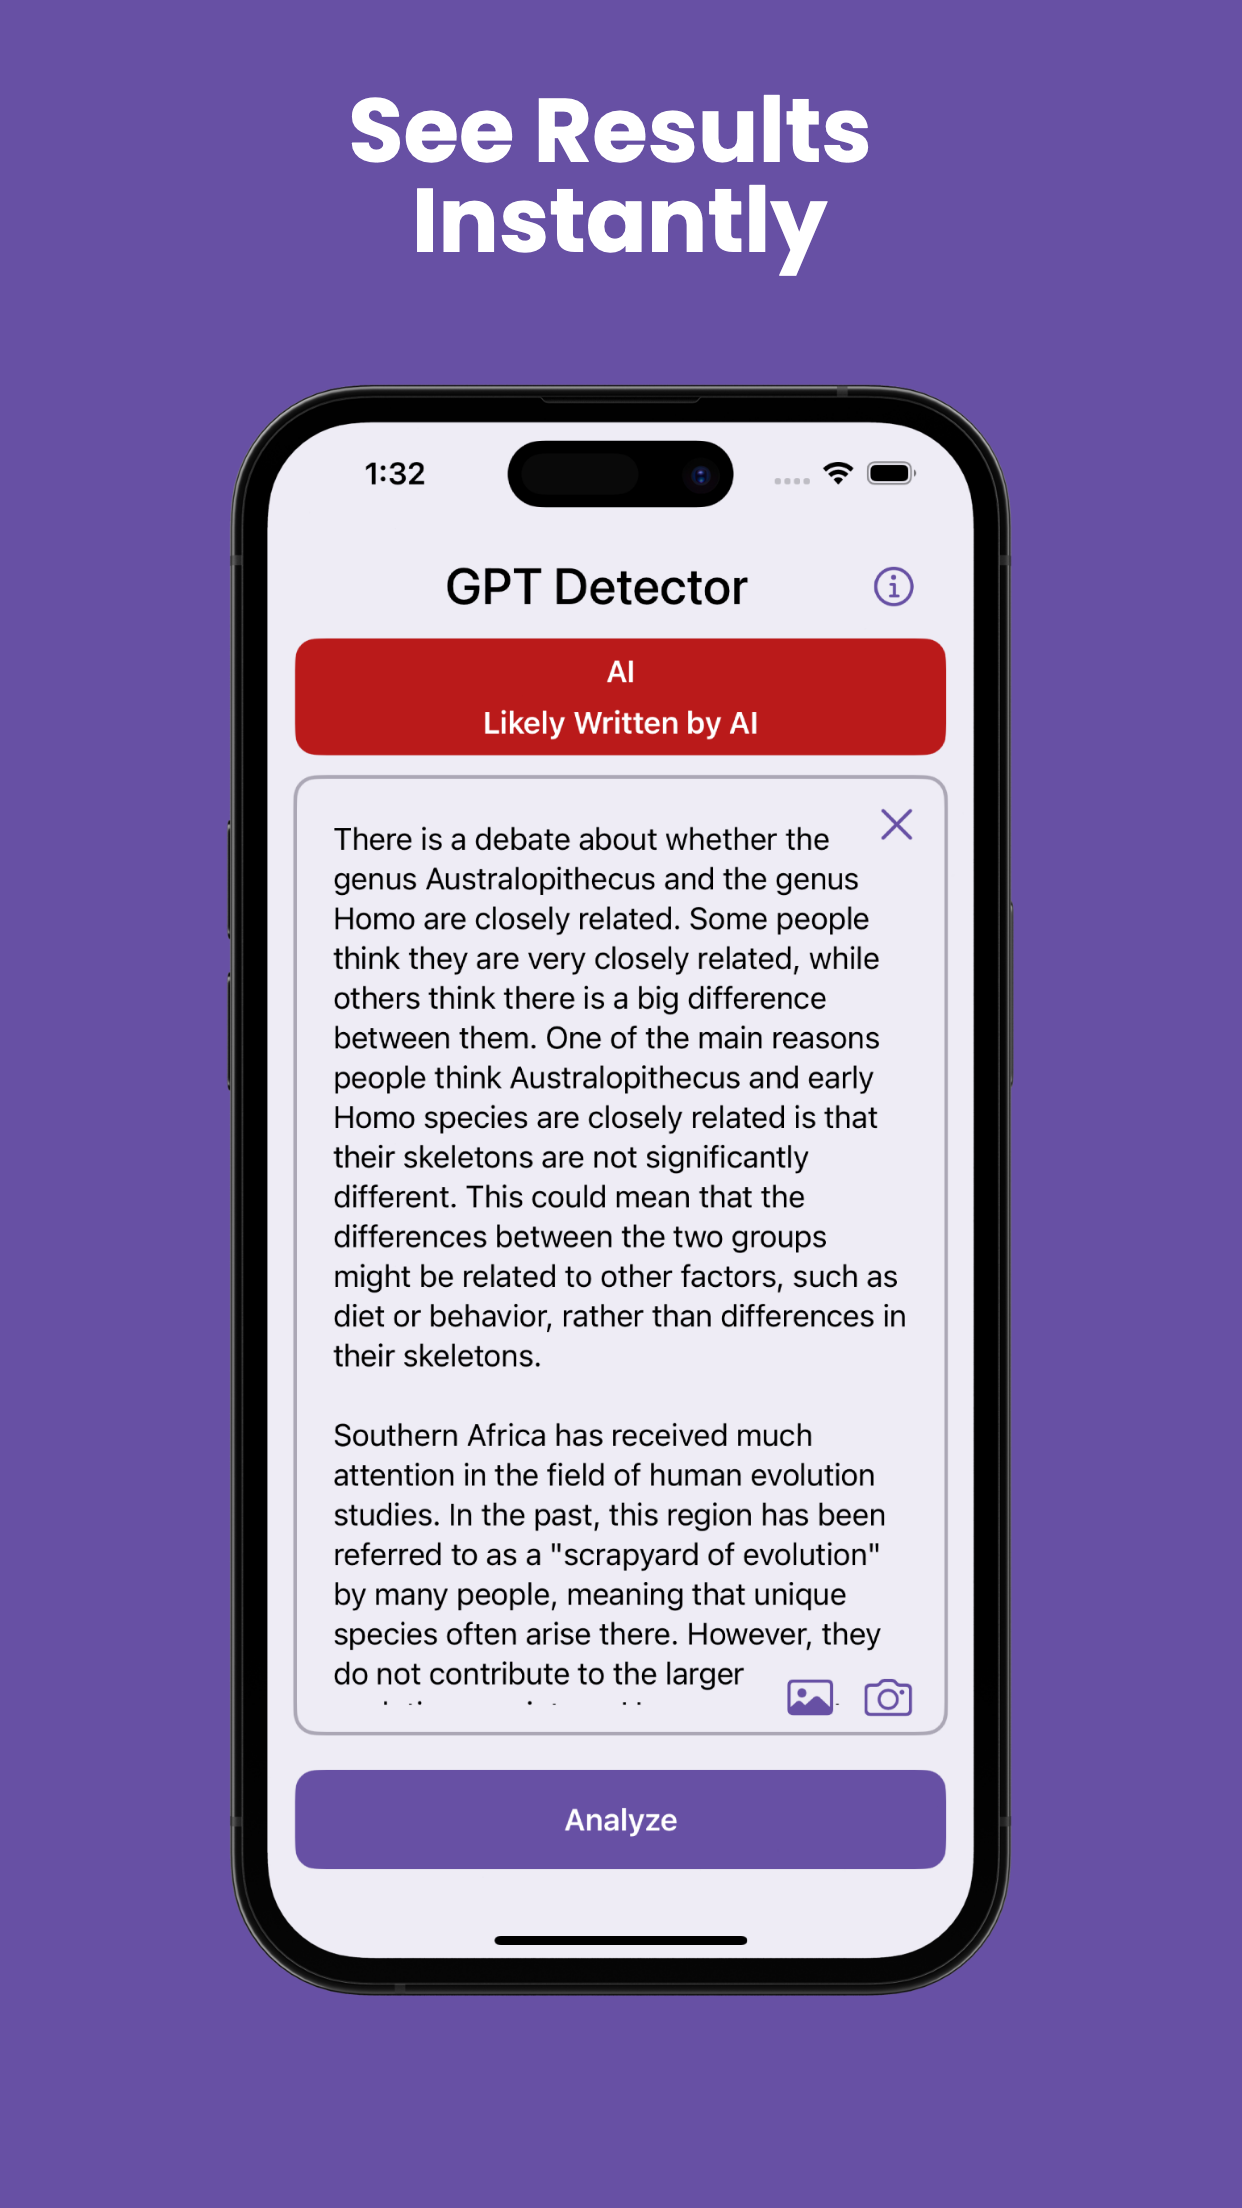 See Results
Instantly
1:32
GPT Detector
AI
Likely Written by AI
There is a debate about whether the
genus Australopithecus and the genus
Homo are closely related. Some people
think they are very closely related, while
others think there is a big difference
between them. One of the main reasons
people think Australopithecus and early
Homo species are closely related is that
their skeletons are not significantly
different. This could mean that the
differences between the two groups
might be related to other factors, such as
diet or behavior, rather than differences in
their skeletons.
Southern Africa has received much
attention in the field of human evolution
studies. In the past, this region has been
referred to as a "scrapyard of evolution"
by many people, meaning that unique
species often arise there. However, they
do not contribute to the larger
Analyze